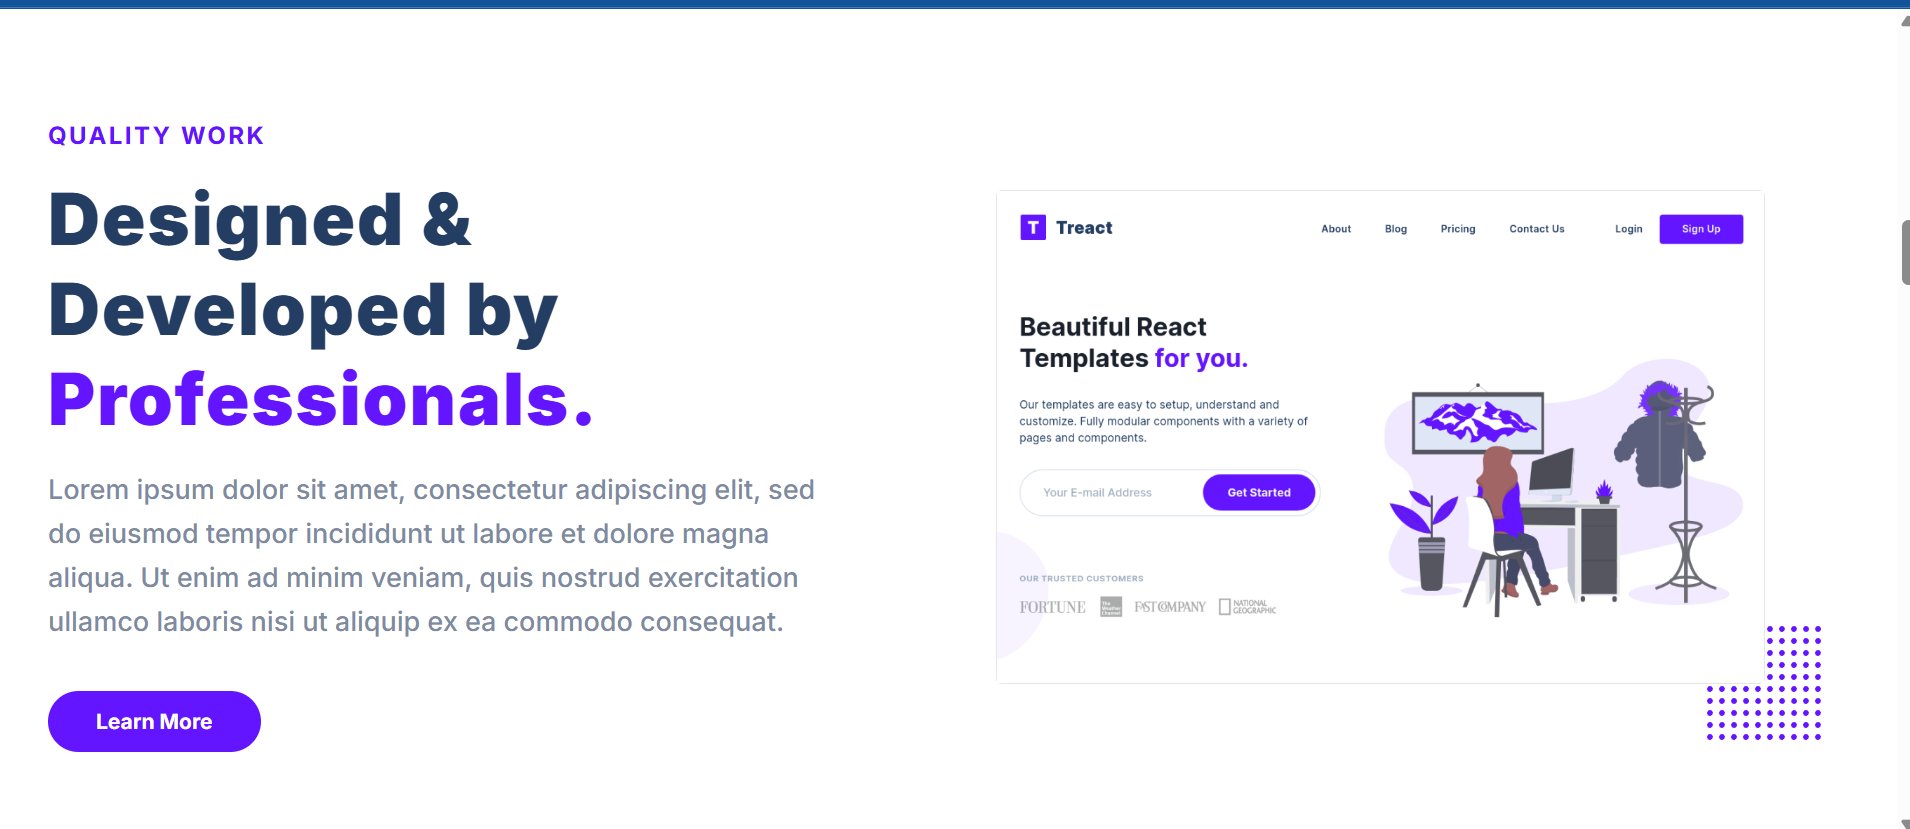 QUALITY WORK
Designed &
Developed by
Professionals.
Lorem ipsum dolor sit amet, consectetur adipiscing elit, sed
do eiusmod tempor incididunt ut labore et dolore magna
aliqua. Ut enim ad minim veniam, quis nostrud exercitation
ullamco laboris nisi ut aliquip ex ea commodo consequat.
Learn More
T Treact
About Blog Pricing Contact Us Login Sign Up
Beautiful React
Templates for you.
Our templates are easy to setup, understand and
customize. Fully modular components with a variety of
pages and components.
Your E-mail Address Get Started
OUR TRUSTED CUSTOMERS
FORTUNE
The
Weather
Channel
FAST COMPANY
NATIONAL
GEOGRAPHIC